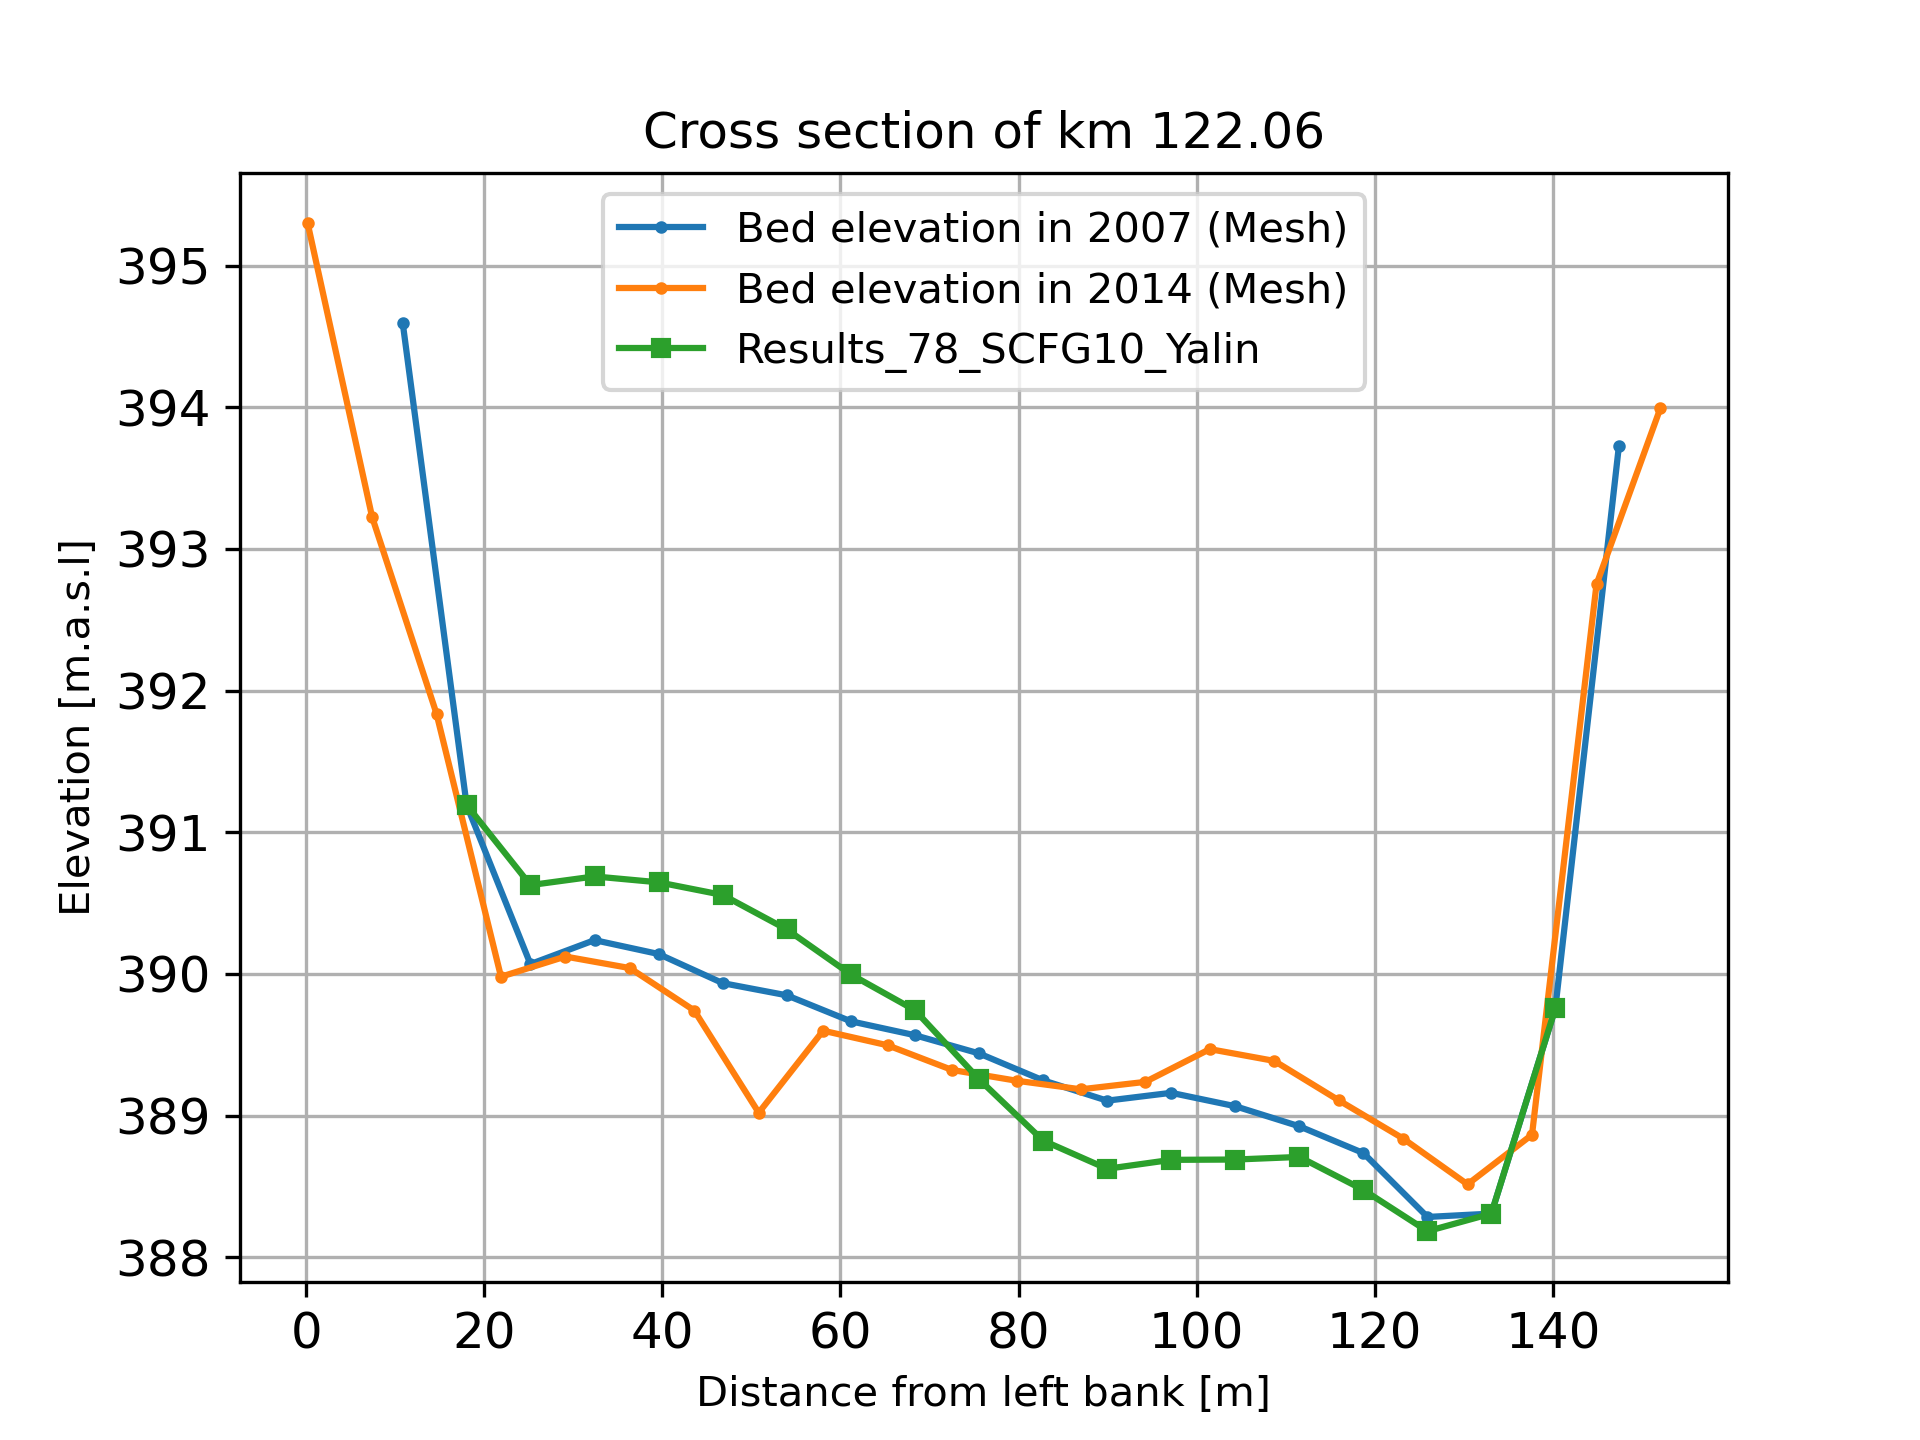 Cross section of km 122.06
Bed elevation in 2007 (Mesh)
Bed elevation in 2014 (Mesh)
Results_78_SCFG10_Yalin
Elevation [m.a.s.l]
395
394
393
392
391
390
389
388
0 20 40 60 80 100 120 140
Distance from left bank [m]